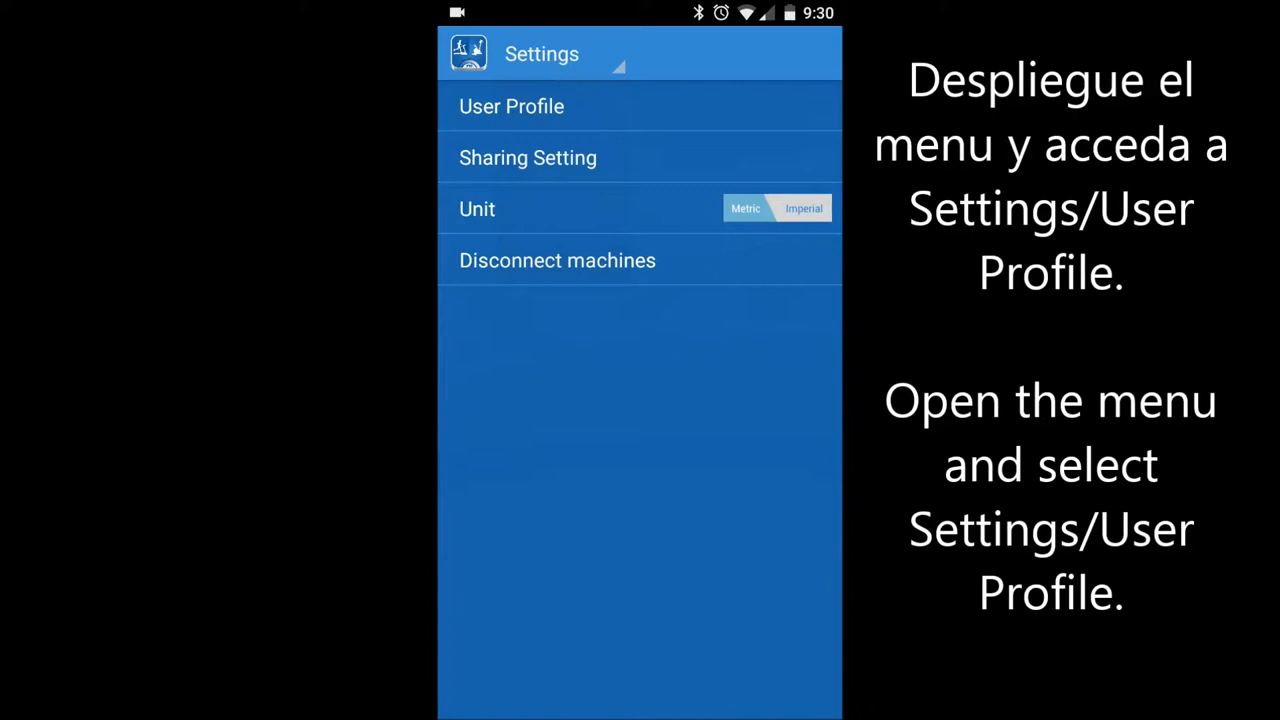 9:30
Settings
User Profile
Sharing Setting
Unit
Metric
Imperial
Disconnect machines
Despliegue el
menu y acceda a
Settings/User
Profile.
Open the menu
and select
Settings/User
Profile.